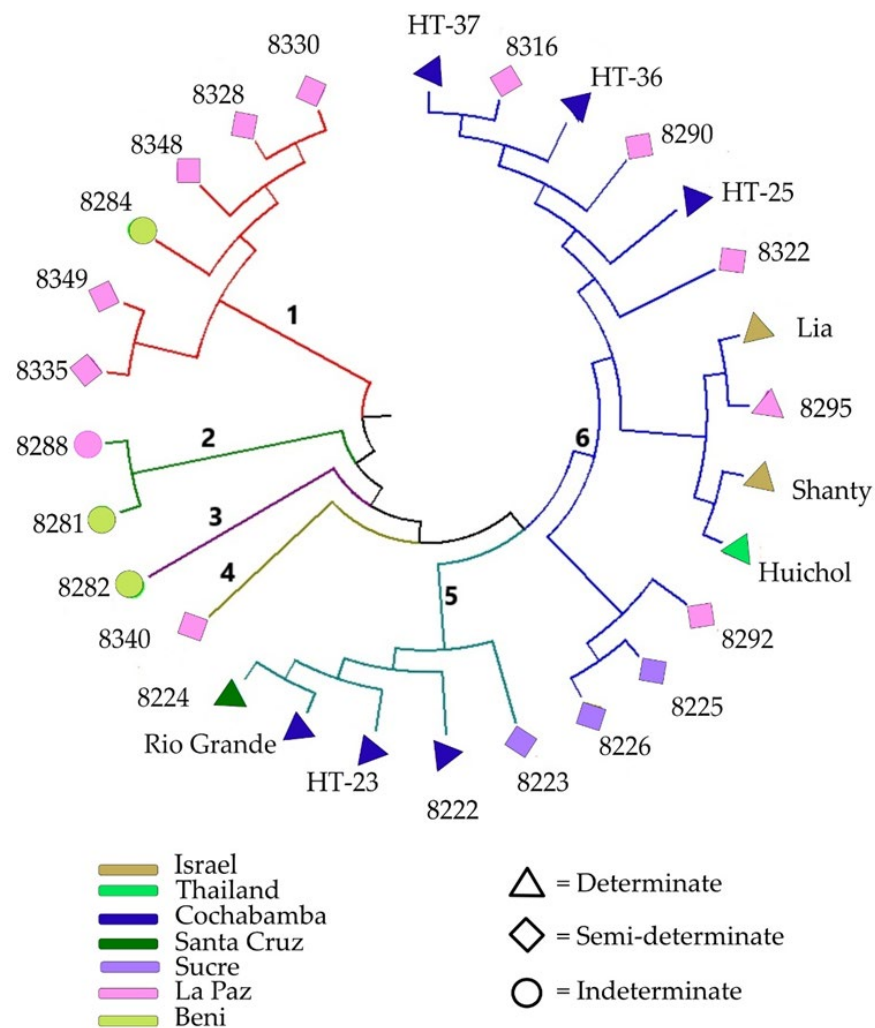 HT-37
8316
8330
HT-36
8328
8290
8348
HT-25
8284
8322
8349
1
Lia
8335
8295
8288
2
6
Shanty
8281
3
Huichol
8282
4
5
8340
8292
8224
8225
Rio Grande
8226
HT-23
8223
8222
Israel
Thailand
Cochabamba
Santa Cruz
Sucre
La Paz
Beni
= Determinate
= Semi-determinate
= Indeterminate